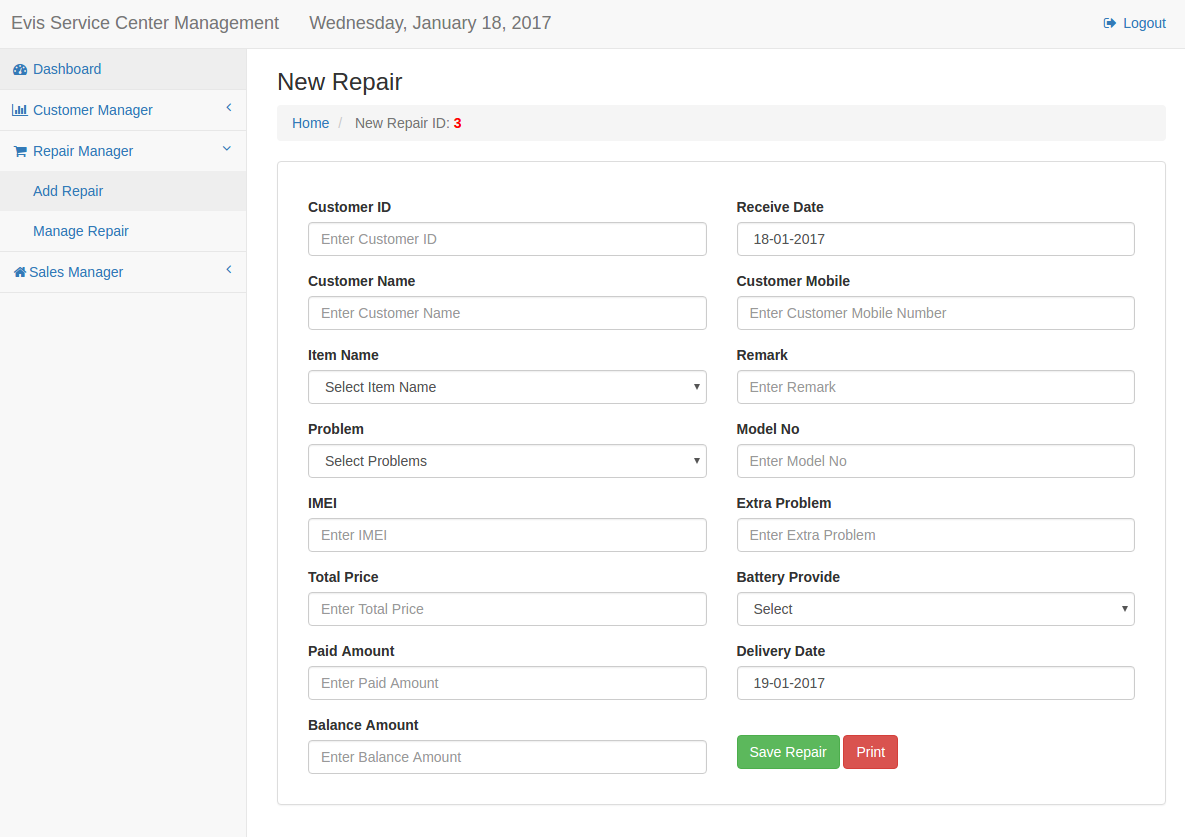 Evis Service Center Management Wednesday, January 18, 2017 Logout
Dashboard
Customer Manager
Repair Manager
Add Repair
Manage Repair
Sales Manager
New Repair
Home / New Repair ID: 3
Customer ID
Enter Customer ID
Receive Date
18-01-2017
Customer Name
Enter Customer Name
Customer Mobile
Enter Customer Mobile Number
Item Name
Select Item Name
Remark
Enter Remark
Problem
Select Problems
Model No
Enter Model No
IMEI
Enter IMEI
Extra Problem
Enter Extra Problem
Total Price
Enter Total Price
Battery Provide
Select
Paid Amount
Enter Paid Amount
Delivery Date
19-01-2017
Balance Amount
Enter Balance Amount
Save Repair Print